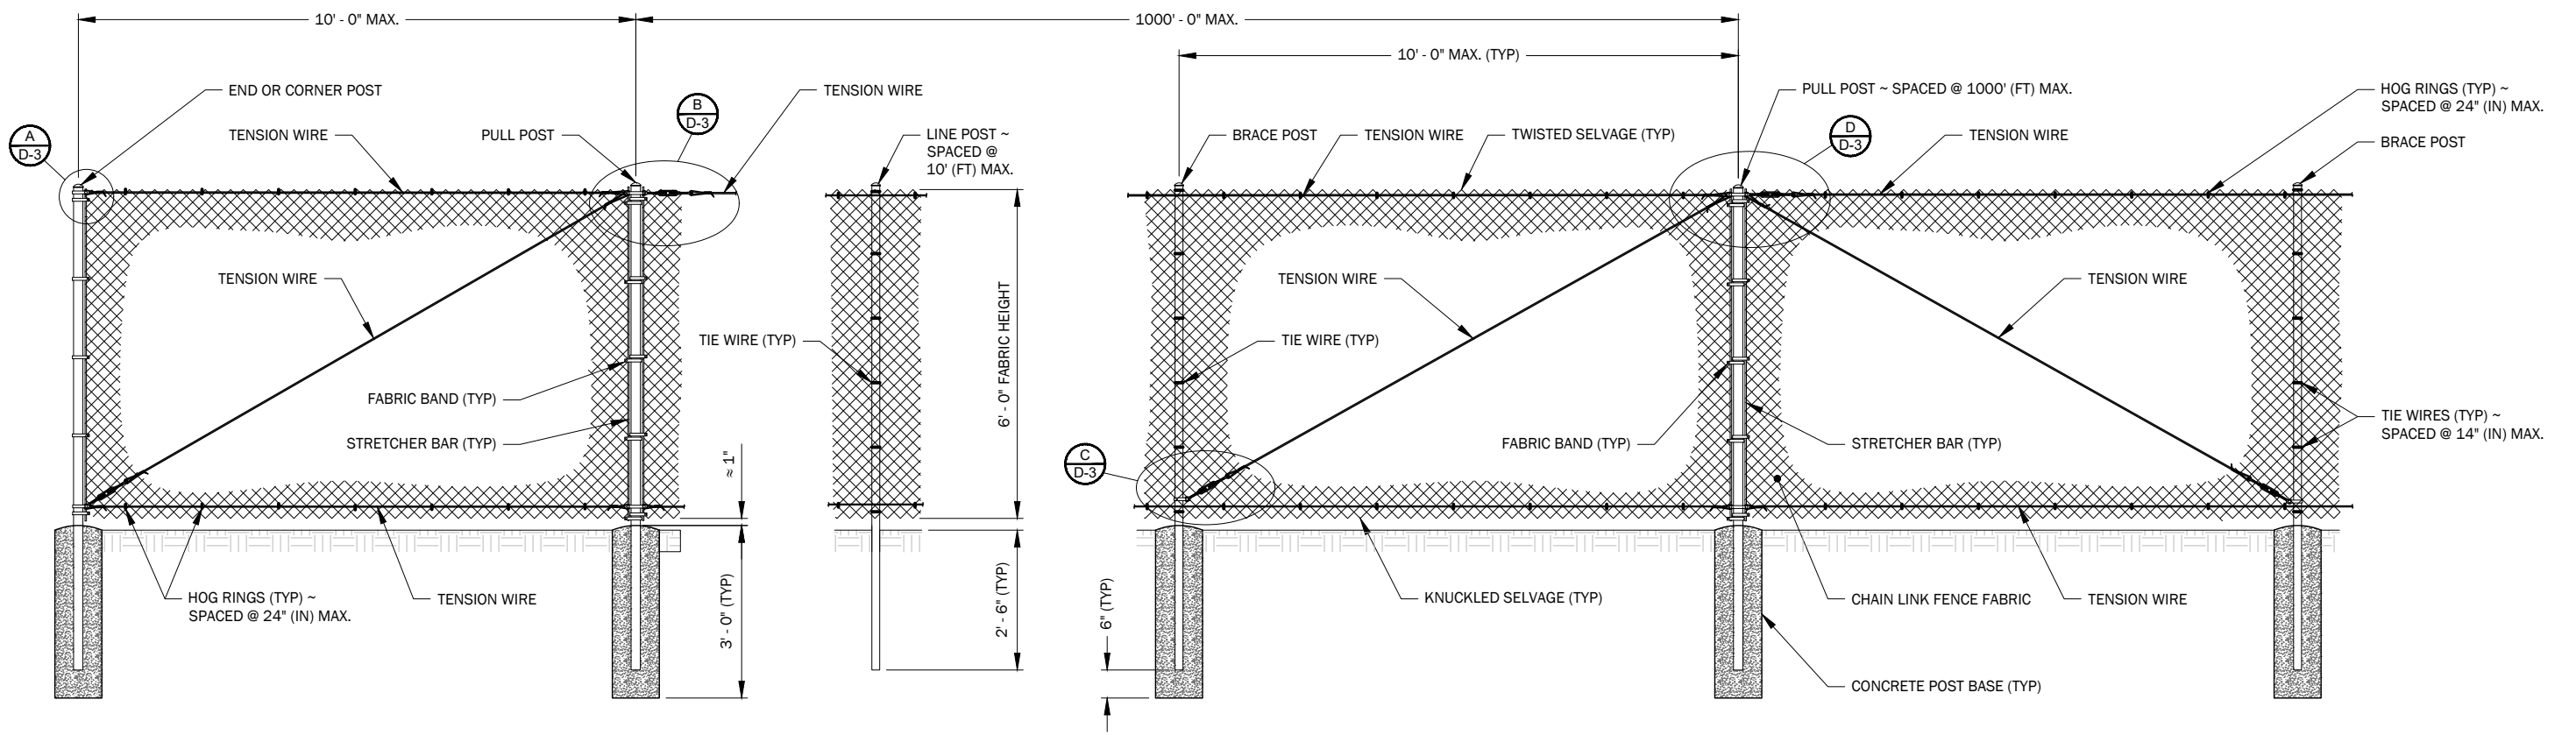 10' - 0" MAX.
1000' - 0" MAX.
10' - 0" MAX. (TYP)
END OR CORNER POST
TENSION WIRE
PULL POST ~ SPACED @ 1000' (FT) MAX.
HOG RINGS (TYP) ~
SPACED @ 24" (IN) MAX.
A
D-3
TENSION WIRE
PULL POST
B
D-3
LINE POST ~
SPACED @
10' (FT) MAX.
BRACE POST
TENSION WIRE
TWISTED SELVAGE (TYP)
D
D-3
TENSION WIRE
BRACE POST
TENSION WIRE
TENSION WIRE
TENSION WIRE
TIE WIRE (TYP)
6' - 0" FABRIC HEIGHT
TIE WIRE (TYP)
FABRIC BAND (TYP)
STRETCHER BAR (TYP)
≈ 1"
C
D-3
FABRIC BAND (TYP)
STRETCHER BAR (TYP)
TIE WIRES (TYP) ~
SPACED @ 14" (IN) MAX.
HOG RINGS (TYP) ~
SPACED @ 24" (IN) MAX.
TENSION WIRE
3' - 0" (TYP)
2' - 6" (TYP)
6" (TYP)
KNUCKLED SELVAGE (TYP)
CHAIN LINK FENCE FABRIC
TENSION WIRE
CONCRETE POST BASE (TYP)